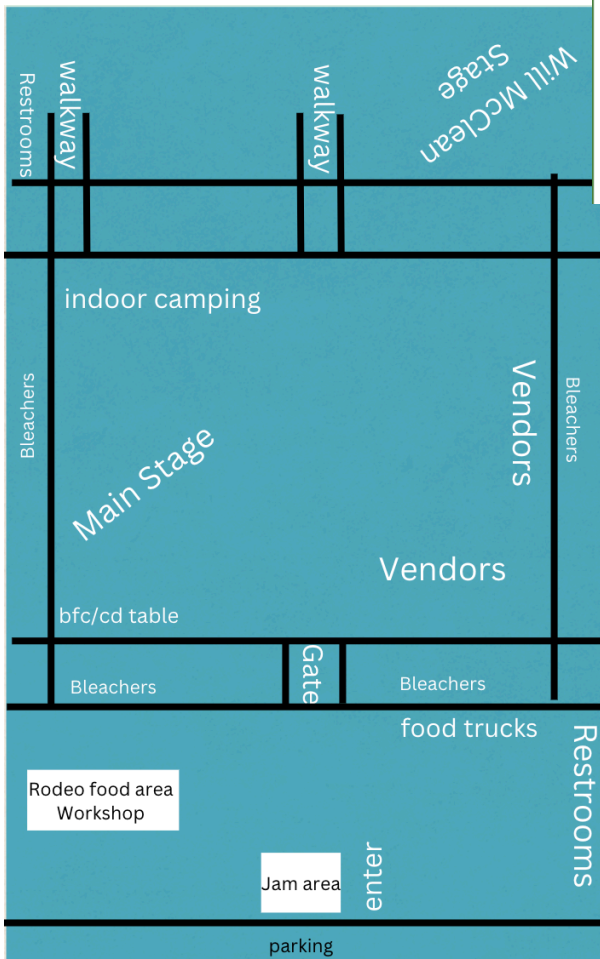 Will McClean
Stage
walkway
walkway
Restrooms
indoor camping
Bleachers
Vendors
Bleachers
Main Stage
Vendors
bfc/cd table
Gate
Bleachers
Bleachers
food trucks
Restrooms
Rodeo food area
Workshop
enter
Jam area
parking